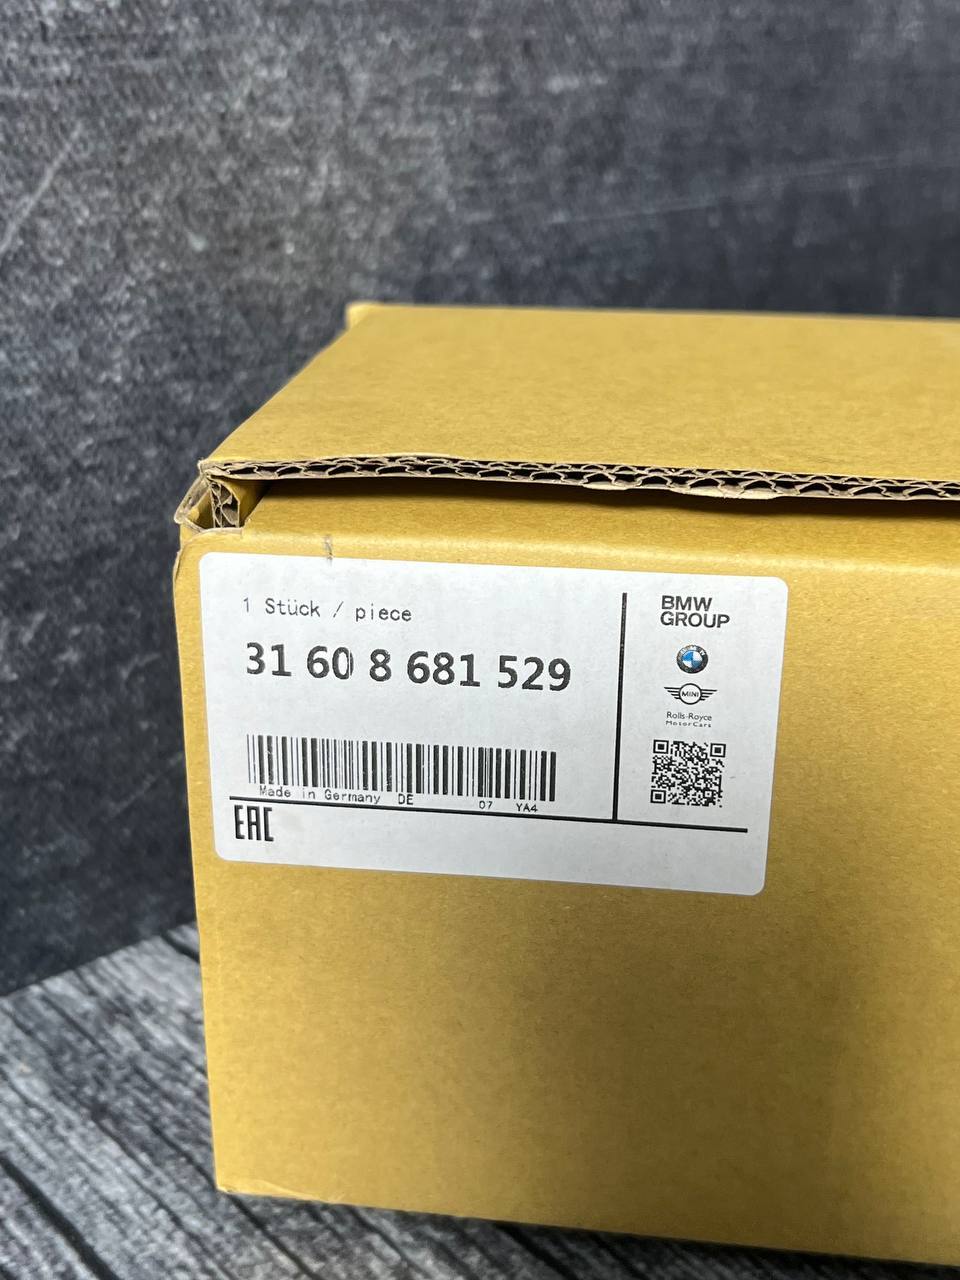 1 Stück / piece
31 60 8 681 529
Made in Germany DE 07 YA4
EAC
BMW
GROUP
MINI
Rolls-Royce
Motor Cars